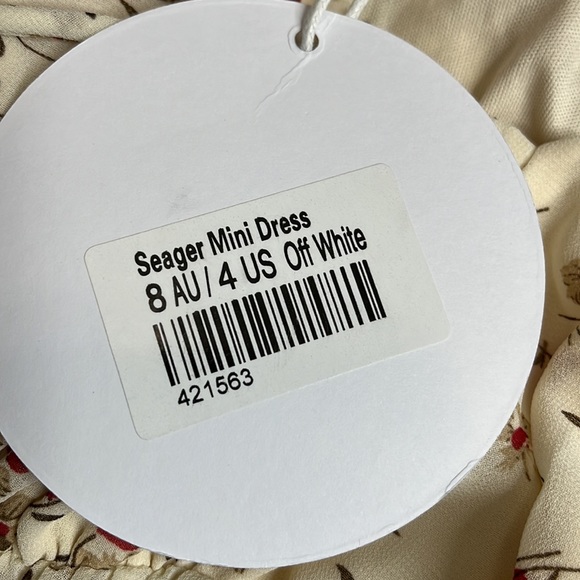 Seager Mini Dress
8 AU / 4 US Off White
421563